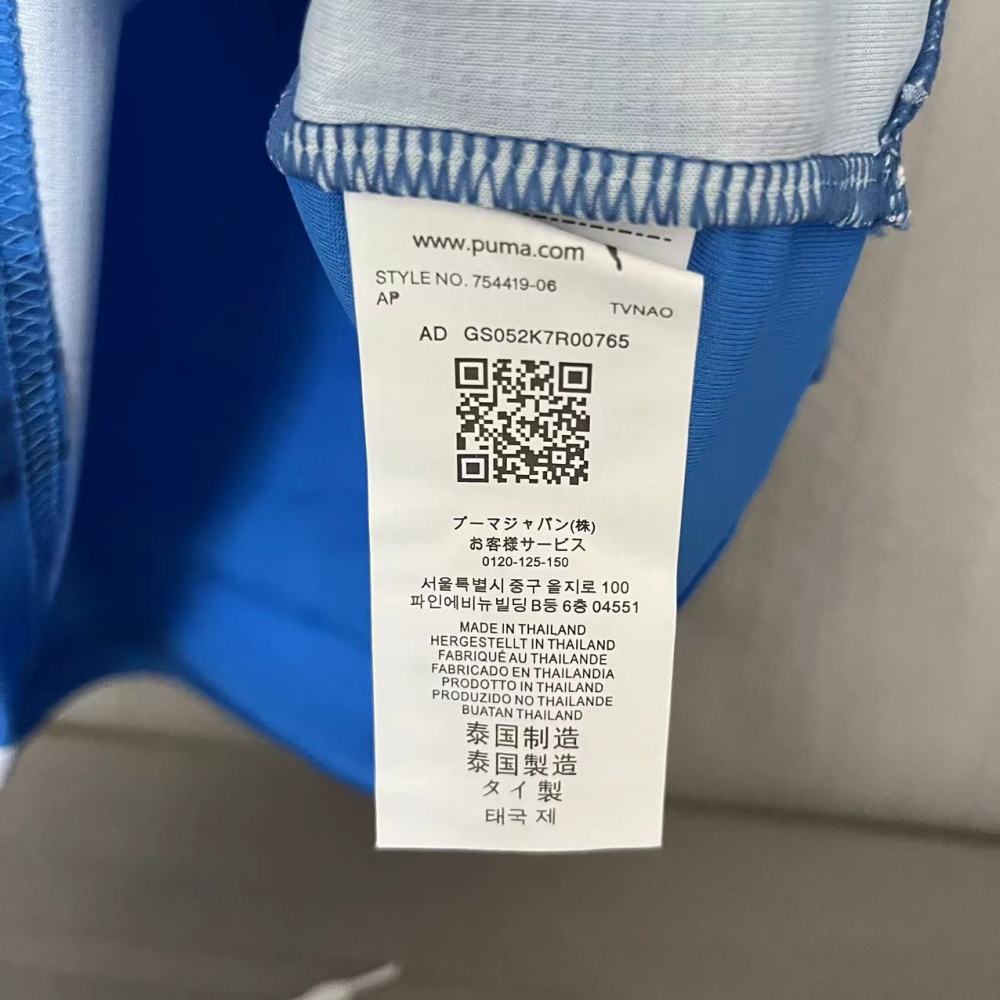 www.puma.com
STYLE NO. 754419-06
AP
TVNAO
AD GS052K7R00765
プーマジャパン(株)
お客様サービス
0120-125-150
서울특별시 중구 을지로 100
파인에비뉴빌딩 B등 6층 04551
MADE IN THAILAND
HERGESTELLT IN THAILAND
FABRIQUÉ AU THAILANDE
FABRICADO EN THAILANDIA
PRODOTTO IN THAILAND
PRODUZIDO NO THAILANDE
BUATAN THAILAND
泰国制造
泰国製造
タイ製
태국 제